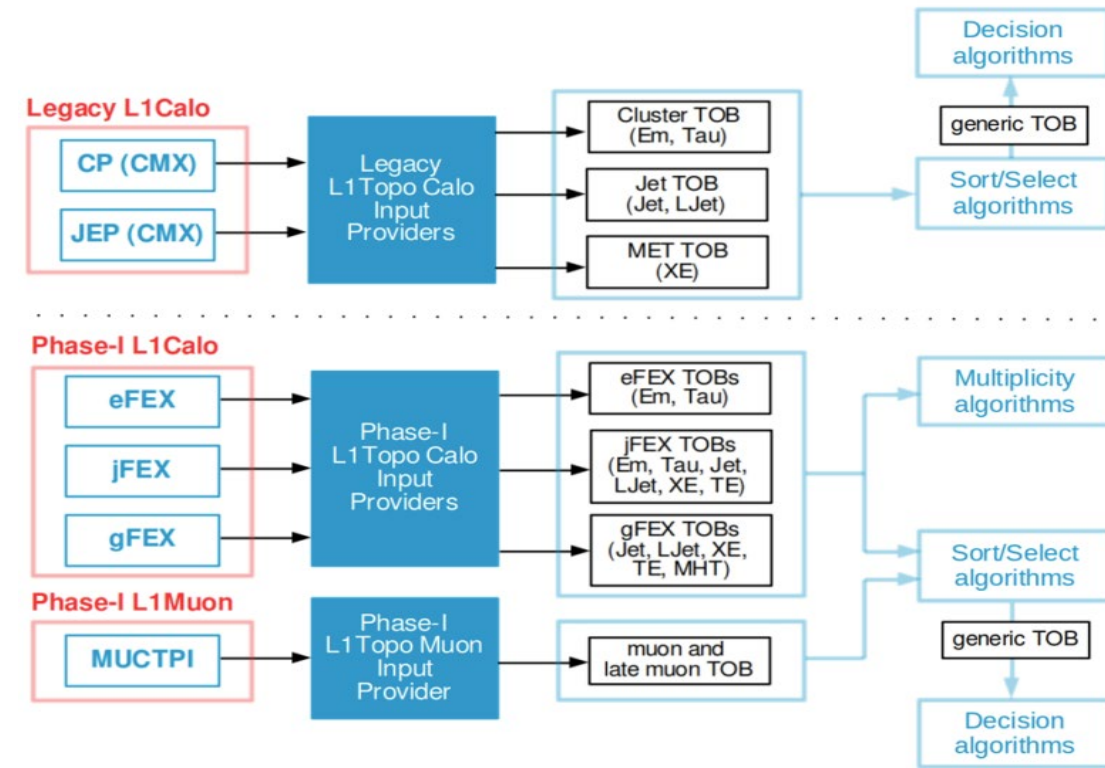 Legacy L1Calo
CP (CMX)
JEP (CMX)
Legacy
L1Topo Calo
Input
Providers
Cluster TOB
(Em, Tau)
Jet TOB
(Jet, LJet)
MET TOB
(XE)
Decision
algorithms
generic TOB
Sort/Select
algorithms
Phase-I L1Calo
eFEX
jFEX
gFEX
Phase-I
L1Topo Calo
Input
Providers
eFEX TOBs
(Em, Tau)
jFEX TOBs
(Em, Tau, Jet,
LJet, XE, TE)
gFEX TOBs
(Jet, LJet, XE,
TE, MHT)
Multiplicity
algorithms
Sort/Select
algorithms
generic TOB
Decision
algorithms
Phase-I L1Muon
MUCTPI
Phase-I
L1Topo Muon
Input
Provider
muon and
late muon TOB